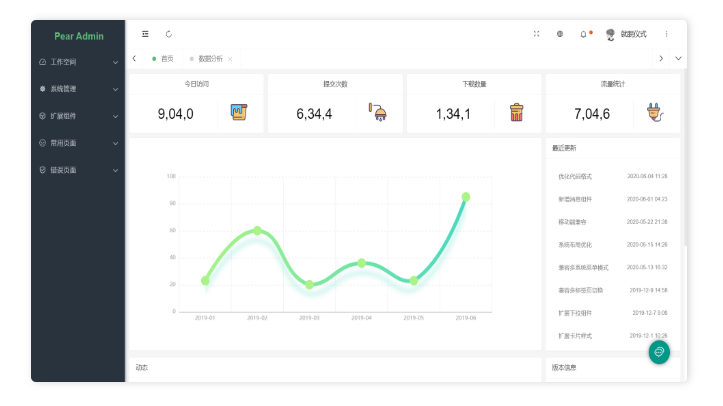 Pear Admin
就眠仪式
工作空间
首页
数据分析
系统管理
今日访问
提交次数
下载数量
流量统计
扩展组件
9,04,0
6,34,4
1,34,1
7,04,6
常用页面
最近更新
错误页面
100
优化代码格式
2020-06-04 11:28
80
新增消息组件
2020-06-01 04:23
移动端兼容
2020-05-22 21:38
60
系统布局优化
2020-05-15 14:26
40
兼容多系统菜单模式
2020-05-13 16:32
20
兼容多标签页切换
2019-12-9 14:58
0
扩展下拉组件
2019-12-7 9:06
2019-01
2019-02
2019-03
2019-04
2019-05
2019-06
扩展卡片样式
2019-12-1 10:26
动态
版本信息